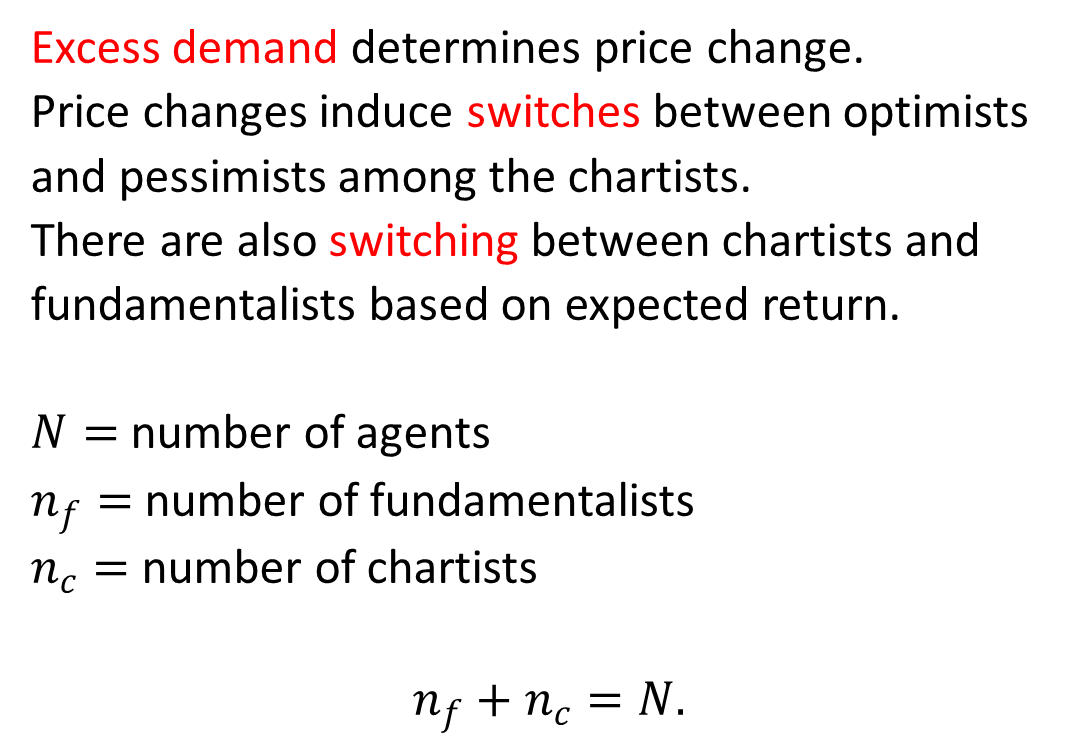 Excess demand determines price change.
Price changes induce switches between optimists
and pessimists among the chartists.
There are also switching between chartists and
fundamentalists based on expected return.
N = number of agents
n_f = number of fundamentalists
n_c = number of chartists
n_f + n_c = N.